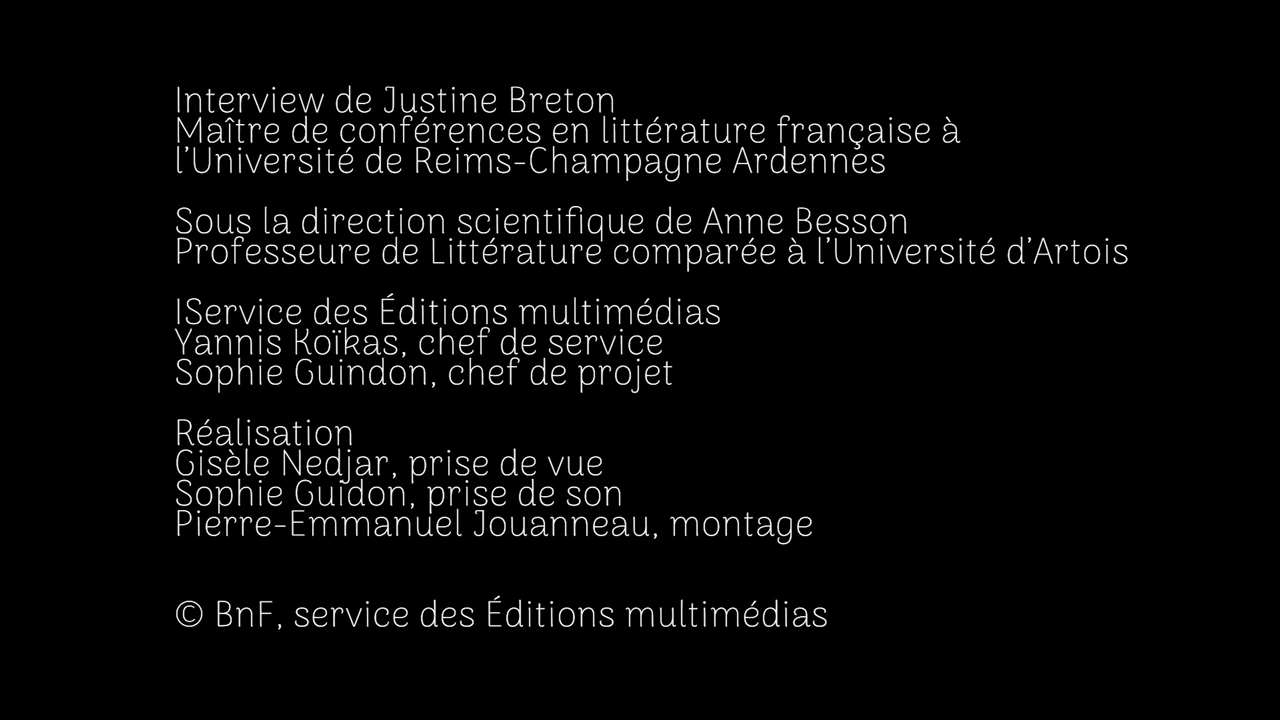 Interview de Justine Breton
Maître de conférences en littérature française à
l’Université de Reims-Champagne Ardennes
Sous la direction scientifique de Anne Besson
Professeure de Littérature comparée à l’Université d’Artois
IService des Éditions multimédias
Yannis Koïkas, chef de service
Sophie Guindon, chef de projet
Réalisation
Gisèle Nedjar, prise de vue
Sophie Guidon, prise de son
Pierre-Emmanuel Jouanneau, montage
© BnF, service des Éditions multimédias